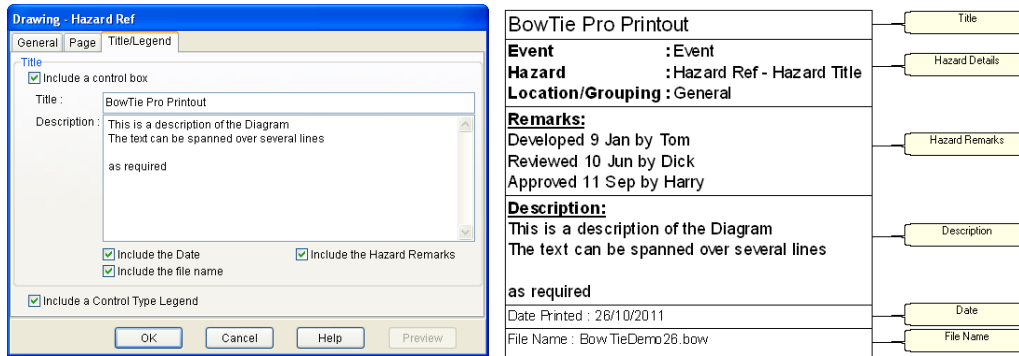 Drawing - Hazard Ref
General Page Title/Legend
Title
Include a control box
Title : BowTie Pro Printout
Description : This is a description of the Diagram
The text can be spanned over several lines
as required
Include the Date Include the Hazard Remarks
Include the file name
Include a Control Type Legend
OK Cancel Help Preview
BowTie Pro Printout
Event : Event
Hazard : Hazard Ref - Hazard Title
Location/Grouping : General
Remarks:
Developed 9 Jan by Tom
Reviewed 10 Jun by Dick
Approved 11 Sep by Harry
Description:
This is a description of the Diagram
The text can be spanned over several lines
as required
Date Printed : 26/10/2011
File Name : BowTieDemo26.bow
Title
Hazard Details
Hazard Remarks
Description
Date
File Name